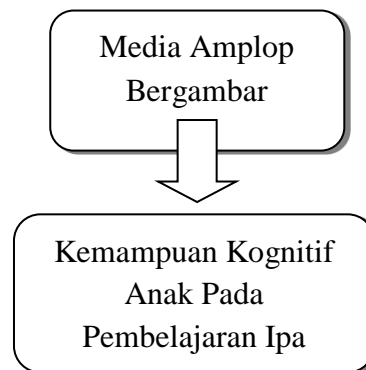 Media Amplop
Bergambar
Kemampuan Kognitif
Anak Pada
Pembelajaran Ipa